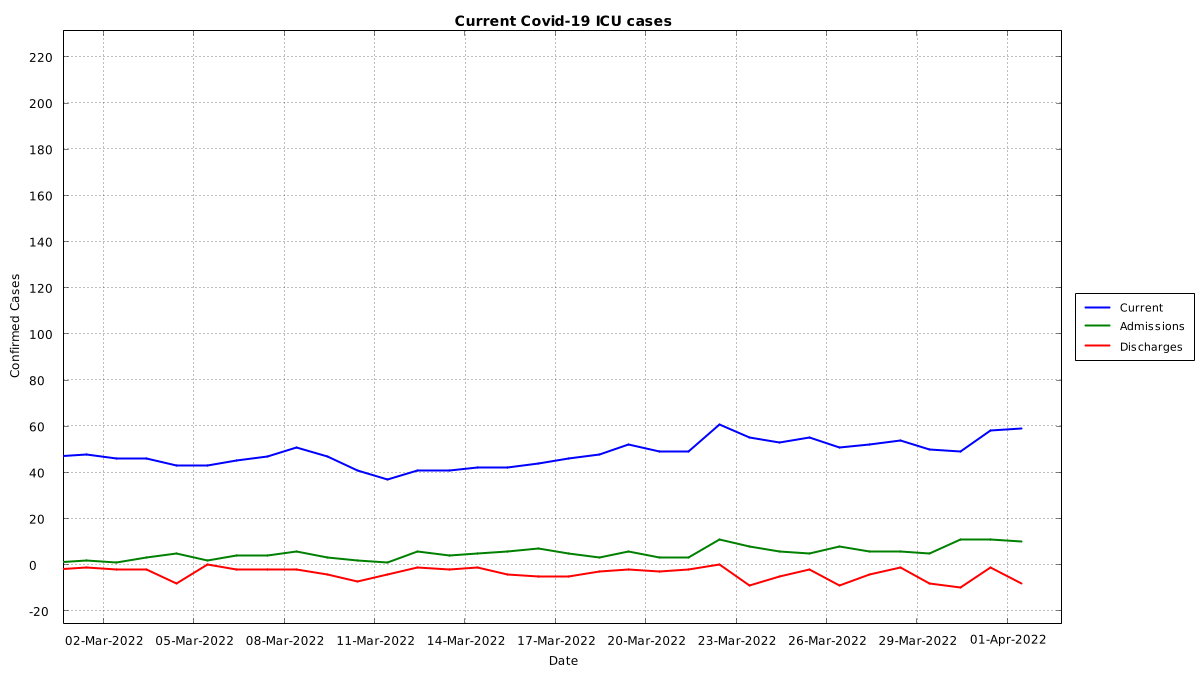 Current Covid-19 ICU cases
220
200
180
160
140
120
100
80
60
40
20
0
-20
Confirmed Cases
02-Mar-2022 05-Mar-2022 08-Mar-2022 11-Mar-2022 14-Mar-2022 17-Mar-2022 20-Mar-2022 23-Mar-2022 26-Mar-2022 29-Mar-2022 01-Apr-2022
Date
Current
Admissions
Discharges